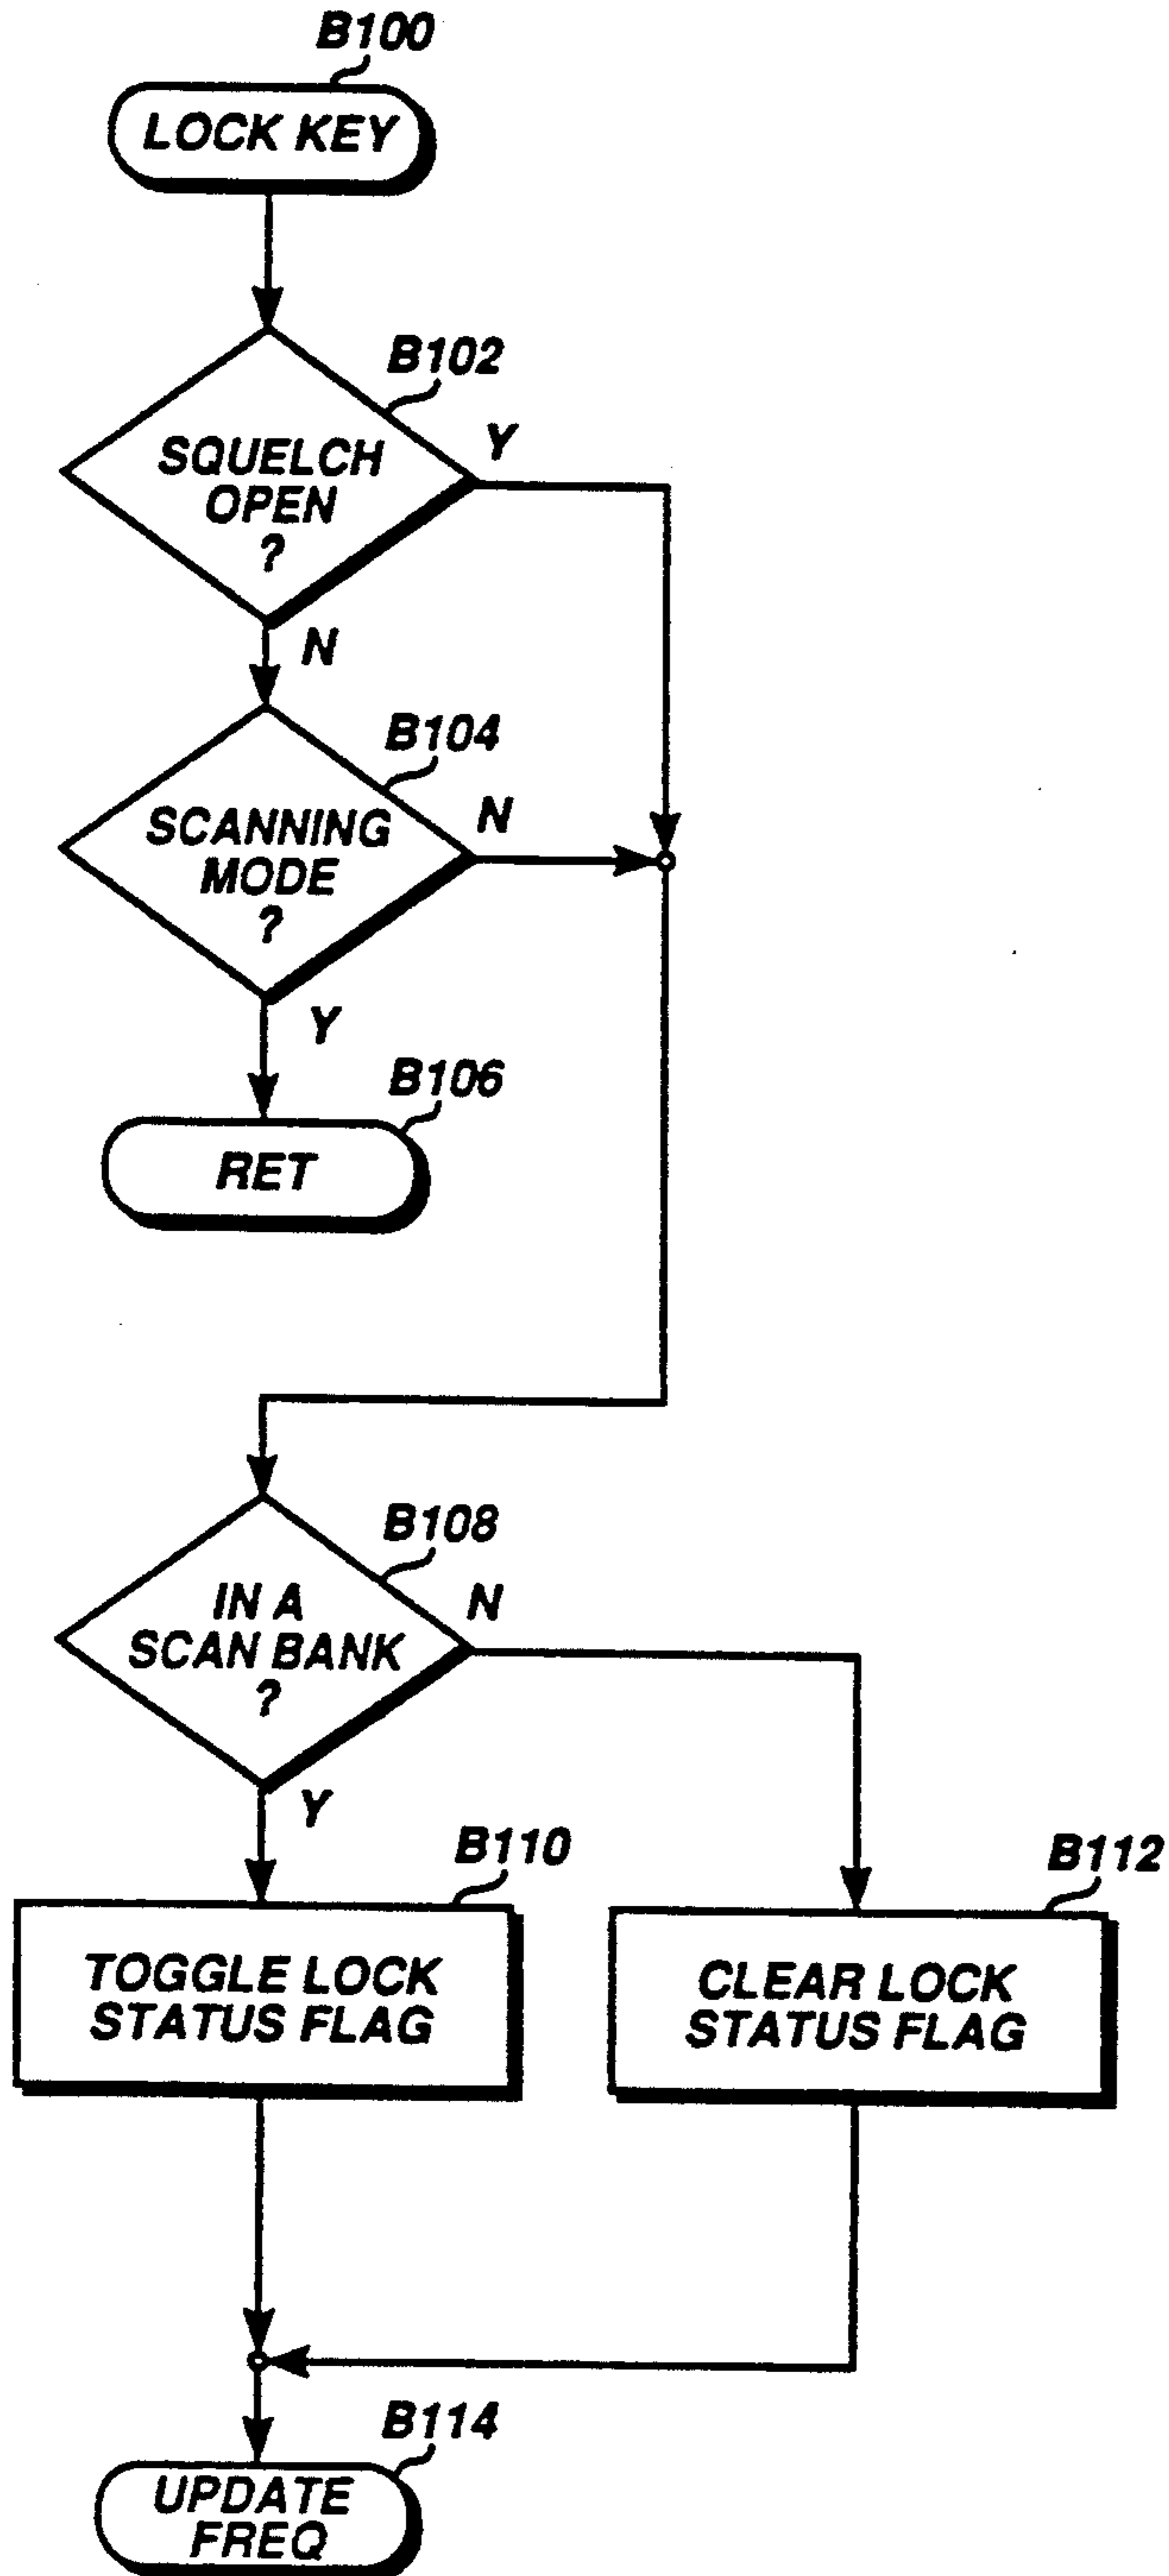 B100
LOCK KEY
B102
SQUELCH
OPEN
?
Y
N
B104
SCANNING
MODE
?
N
Y
B106
RET
B108
IN A
SCAN BANK
?
N
Y
B110
TOGGLE LOCK
STATUS FLAG
B112
CLEAR LOCK
STATUS FLAG
B114
UPDATE
FREQ